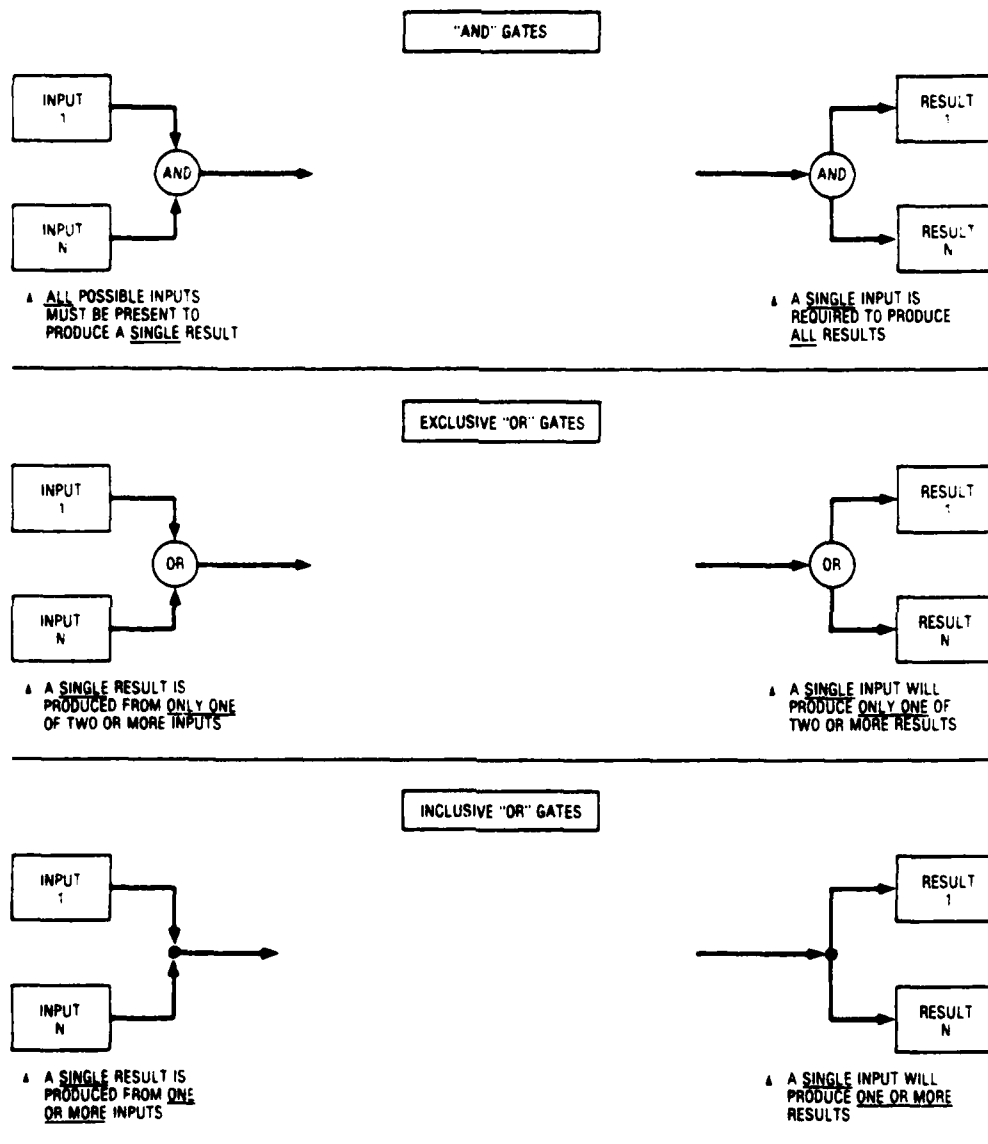 "AND" GATES
INPUT
1
RESULT
1
AND
AND
INPUT
N
RESULT
N
ALL POSSIBLE INPUTS
MUST BE PRESENT TO
PRODUCE A SINGLE RESULT
A SINGLE INPUT IS
REQUIRED TO PRODUCE
ALL RESULTS
EXCLUSIVE "OR" GATES
INPUT
1
RESULT
1
OR
OR
INPUT
N
RESULT
N
A SINGLE RESULT IS
PRODUCED FROM ONLY ONE
OF TWO OR MORE INPUTS
A SINGLE INPUT WILL
PRODUCE ONLY ONE OF
TWO OR MORE RESULTS
INCLUSIVE "OR" GATES
INPUT
1
RESULT
1
INPUT
N
RESULT
N
A SINGLE RESULT IS
PRODUCED FROM ONE
OR MORE INPUTS
A SINGLE INPUT WILL
PRODUCE ONE OR MORE
RESULTS